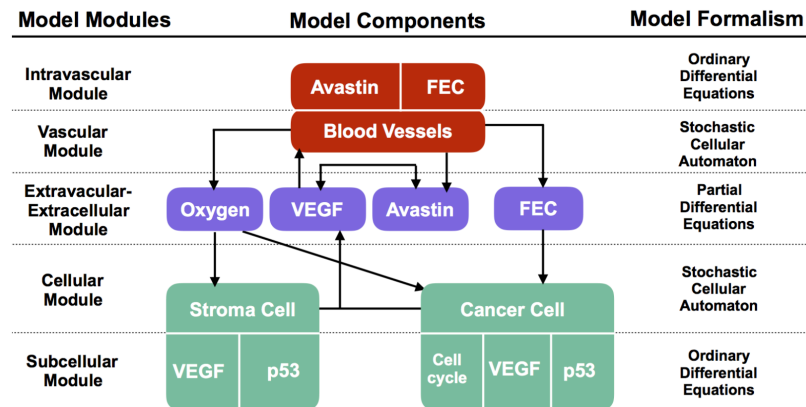 Model Modules
Model Components
Model Formalism
Intravascular
Module
Avastin
FEC
Ordinary
Differential
Equations
Vascular
Module
Blood Vessels
Stochastic
Cellular
Automaton
Extravacular-
Extracellular
Module
Oxygen
VEGF
Avastin
FEC
Partial
Differential
Equations
Cellular
Module
Stroma Cell
Cancer Cell
Stochastic
Cellular
Automaton
Subcellular
Module
VEGF
p53
Cell
cycle
VEGF
p53
Ordinary
Differential
Equations